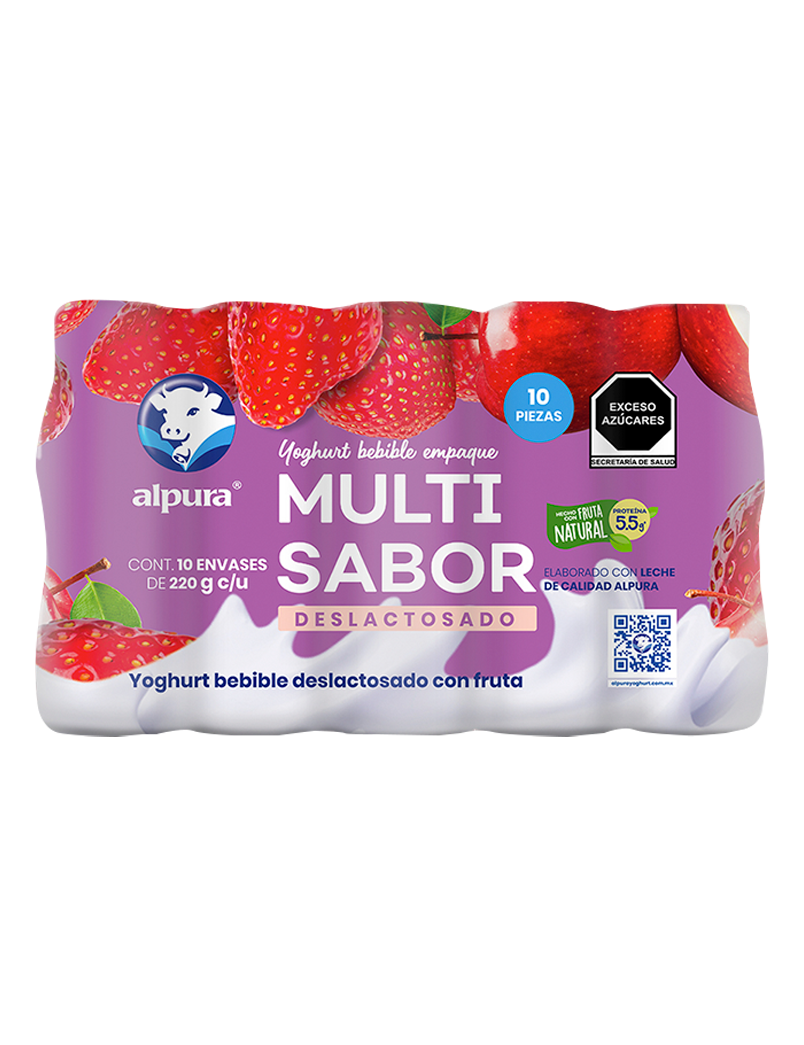 10
PIEZAS
EXCESO
AZÚCARES
SECRETARÍA DE SALUD
alpura®
Yoghurt bebible empaque
MULTI
SABOR
DESLACTOSADO
CONT. 10 ENVASES
DE 220 g c/u
HECHO
CON FRUTA
NATURAL
PROTEÍNA
5.5g
ELABORADO CON LECHE
DE CALIDAD ALPURA
alpurayoghurt.com.mx
Yoghurt bebible deslactosado con fruta